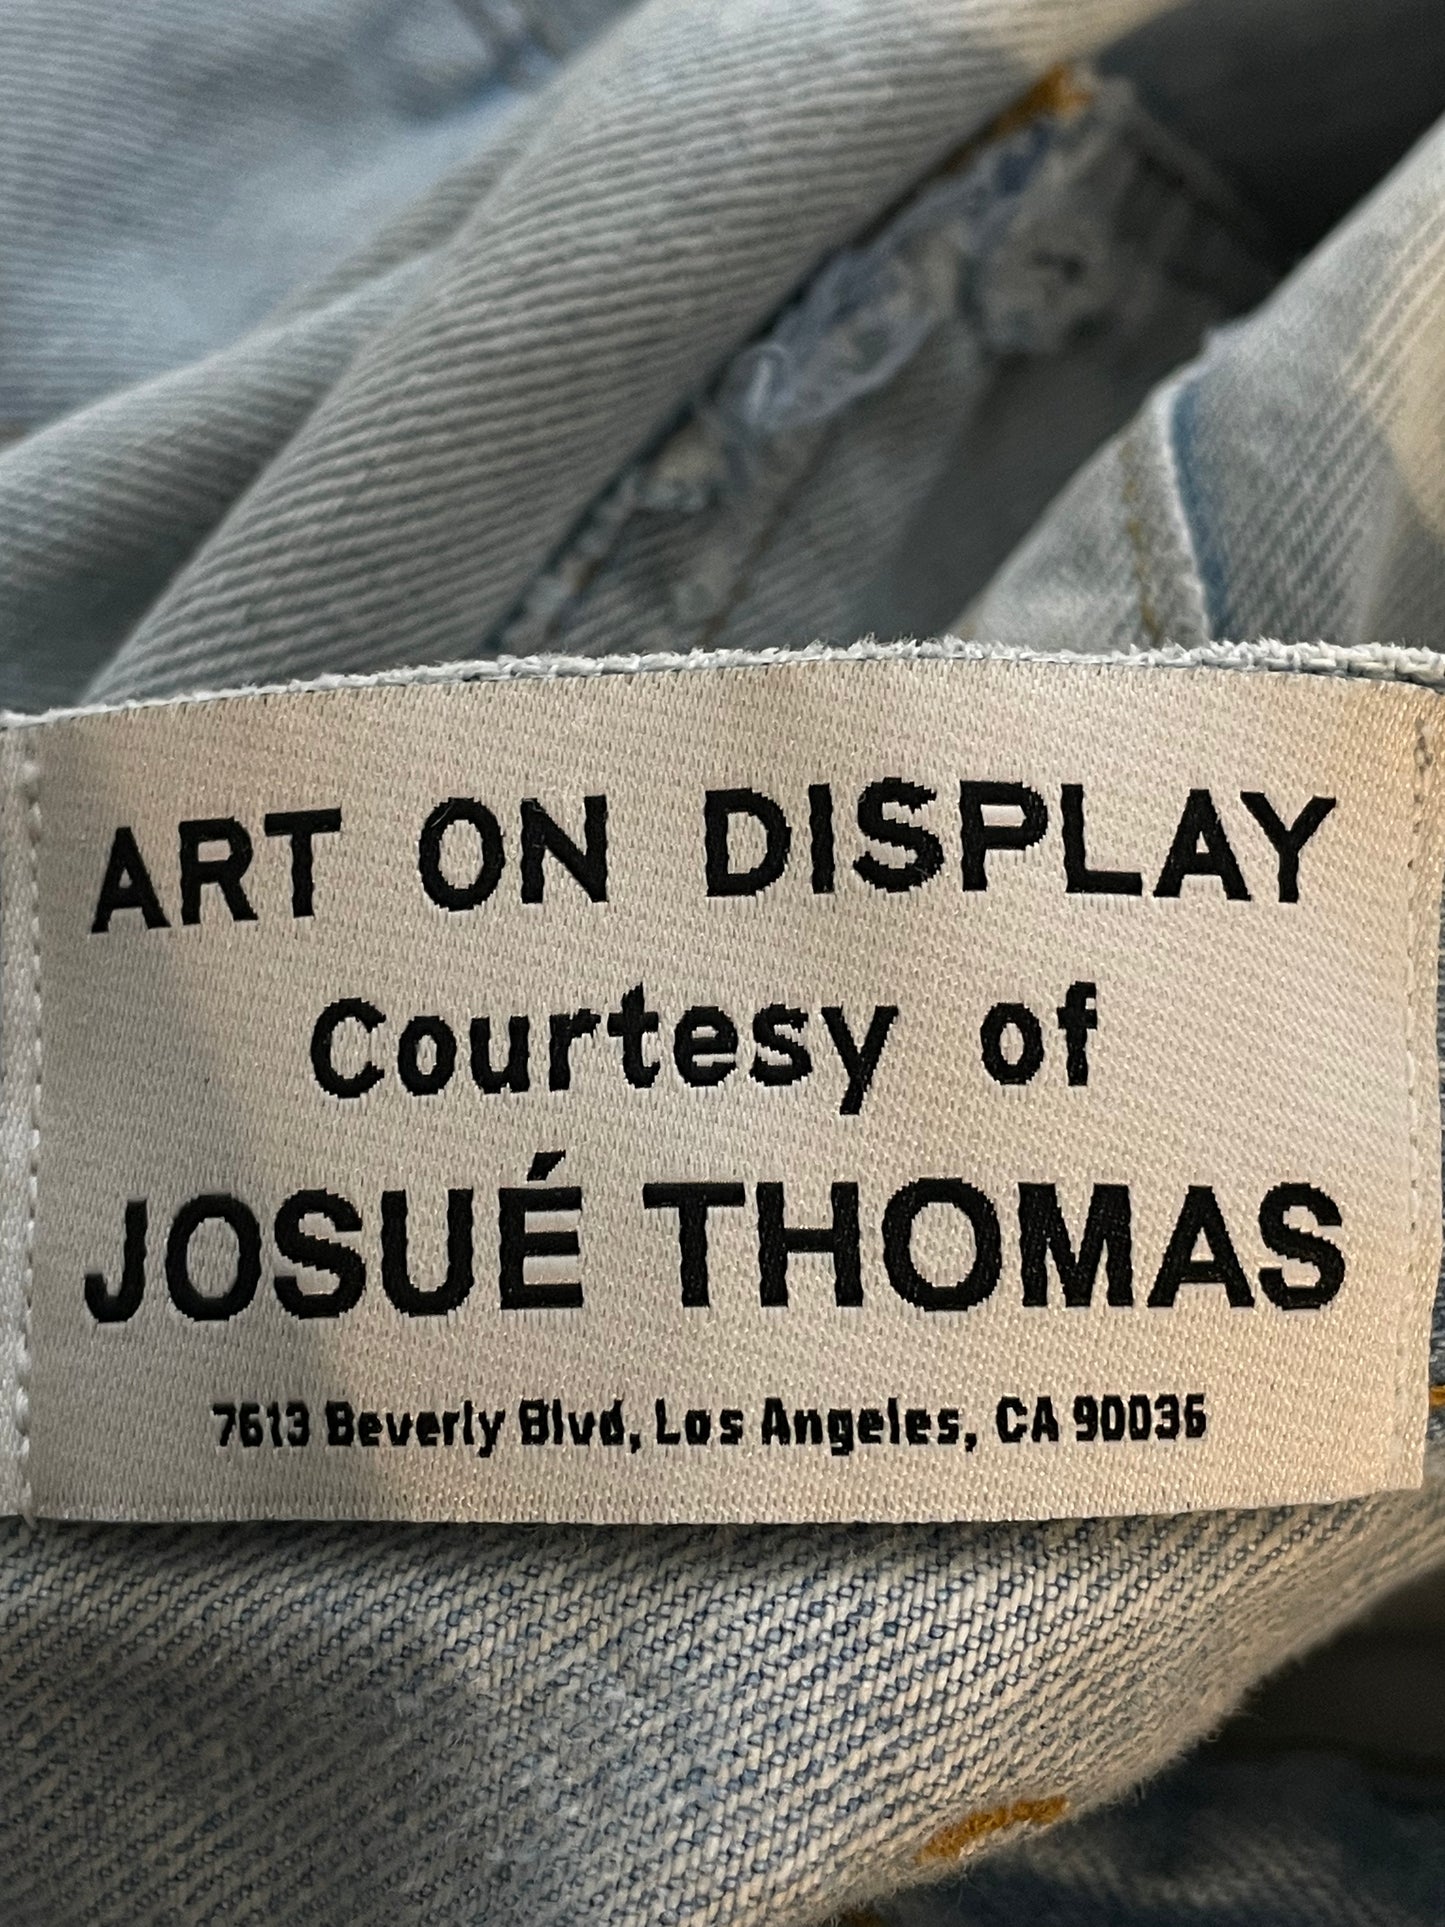 ART ON DISPLAY
Courtesy of
JOSUÉ THOMAS
7613 Beverly Blvd, Los Angeles, CA 90036